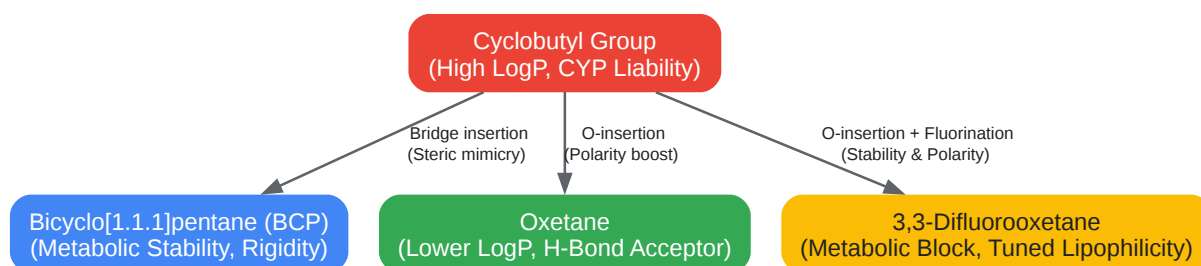 Cyclobutyl Group
(High LogP, CYP Liability)
Bridge insertion
(Steric mimicry)
O-insertion
(Polarity boost)
O-insertion + Fluorination
(Stability & Polarity)
Bicyclo[1.1.1]pentane (BCP)
(Metabolic Stability, Rigidity)
Oxetane
(Lower LogP, H-Bond Acceptor)
3,3-Difluorooxetane
(Metabolic Block, Tuned Lipophilicity)